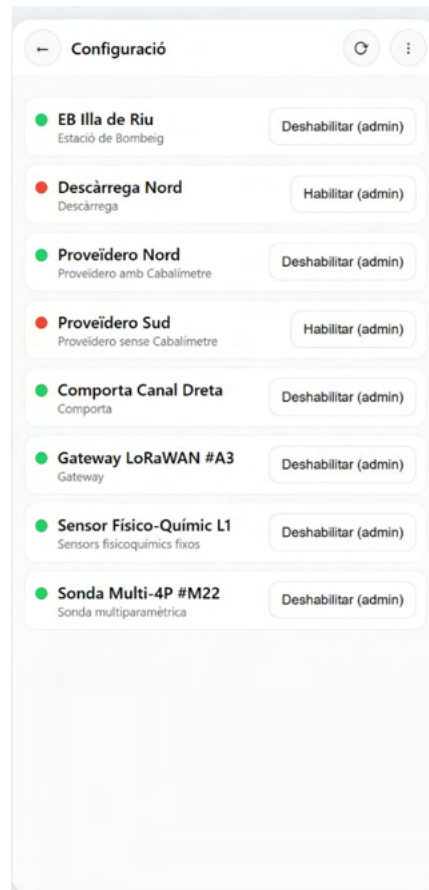 Configuració
EB Illa de Riu
Estació de Bombeig
Deshabilitar (admin)
Descàrrega Nord
Descàrrega
Habilitar (admin)
Proveïdero Nord
Proveïdero amb Cabalímetre
Deshabilitar (admin)
Proveïdero Sud
Proveïdero sense Cabalímetre
Habilitar (admin)
Comporta Canal Dreta
Comporta
Deshabilitar (admin)
Gateway LoRaWAN #A3
Gateway
Deshabilitar (admin)
Sensor Físico-Químic L1
Sensors fisicoquímics fixos
Deshabilitar (admin)
Sonda Multi-4P #M22
Sonda multiparamètrica
Deshabilitar (admin)